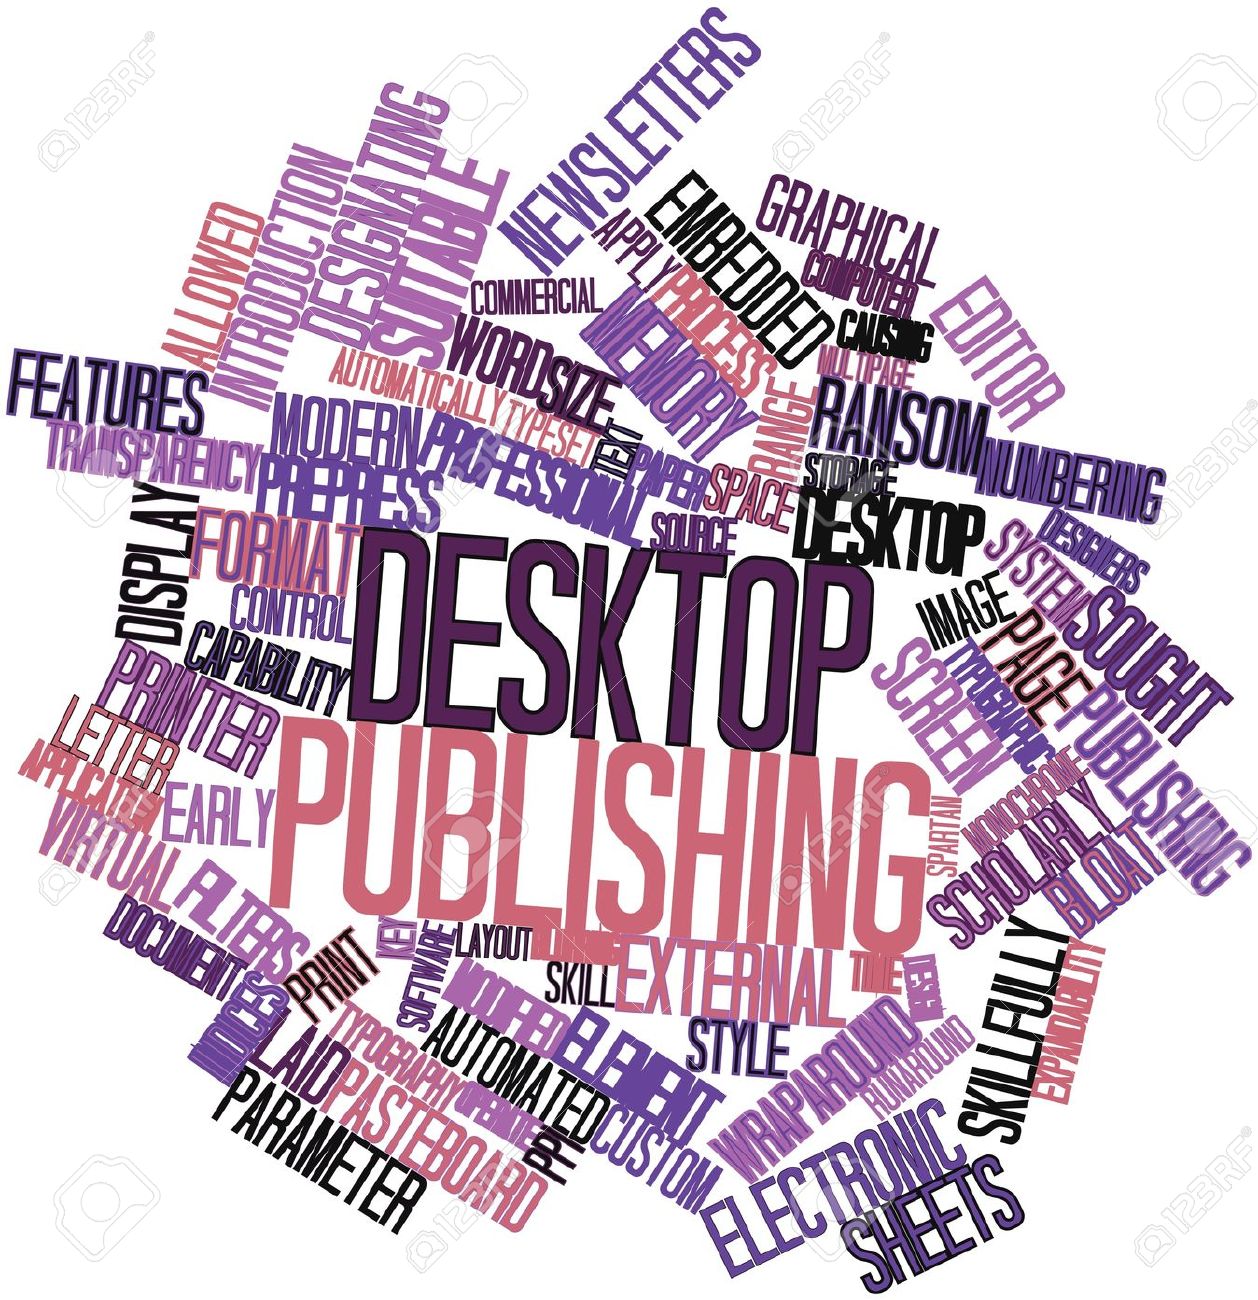 NEWSLETTERS
DESIGNATING
SUITABLE
INTRODUCTION
ALLOWED
EMBEDDED
GRAPHICAL
APPLY
COMPUTER
PROCESS
COMMERCIAL
MEMORY
CAUSING
EDITOR
WORD
SIZE
MULTIPAGE
FEATURES
AUTOMATICALLY
TYPESET
RANGE
RANSOM
NUMBERING
TRANSPARENCY
MODERN
PROFESSIONAL
TEXT
PAPER
SPACE
STORAGE
PREPRESS
SOURCE
DESKTOP
DESIGNERS
DISPLAY
FORMAT
SYSTEM
CONTROL
DESKTOP
IMAGE
SOUGHT
CAPABILITY
PAGE
PRINTER
SCREEN
TYPOGRAPHIC
LETTER
PUBLISHING
PUBLISHING
APPLICATION
EARLY
SPARTAN
MONOCHROME
VIRTUAL
SCHOLARLY
BLOAT
FILTERS
DOCUMENT
KEY
SOFTWARE
LAYOUT
PRINT
SKILL
EXTERNAL
TIME
SKILLFULLY
EXPANDABILITY
INDICES
MODIFIED
STYLE
LAID
TYPOGRAPHY
AUTOMATED
ELEMENT
WRAPAROUND
RUNAROUND
PARAMETER
PASTEBOARD
OPERATE
PPI
CUSTOM
ELECTRONIC
SHEETS
123RF